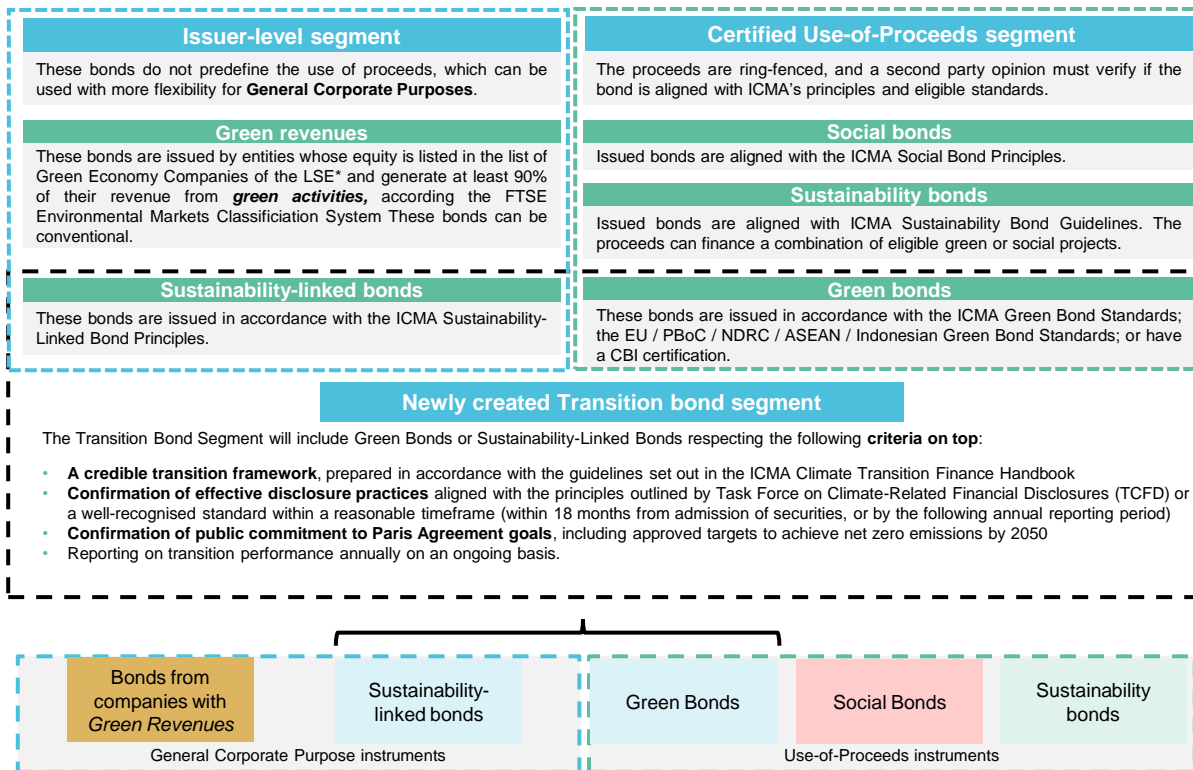 Issuer-level segment
These bonds do not predefine the use of proceeds, which can be
used with more flexibility for General Corporate Purposes.
Green revenues
These bonds are issued by entities whose equity is listed in the list of
Green Economy Companies of the LSE* and generate at least 90%
of their revenue from green activities, according the FTSE
Environmental Markets Classificiation System These bonds can be
conventional.
Sustainability-linked bonds
These bonds are issued in accordance with the ICMA Sustainability-
Linked Bond Principles.
Certified Use-of-Proceeds segment
The proceeds are ring-fenced, and a second party opinion must verify if the
bond is aligned with ICMA's principles and eligible standards.
Social bonds
Issued bonds are aligned with the ICMA Social Bond Principles.
Sustainability bonds
Issued bonds are aligned with ICMA Sustainability Bond Guidelines. The
proceeds can finance a combination of eligible green or social projects.
Green bonds
These bonds are issued in accordance with the ICMA Green Bond Standards;
the EU / PBoC / NDRC / ASEAN / Indonesian Green Bond Standards; or have
a CBI certification.
Newly created Transition bond segment
The Transition Bond Segment will include Green Bonds or Sustainability-Linked Bonds respecting the following criteria on top:
• A credible transition framework, prepared in accordance with the guidelines set out in the ICMA Climate Transition Finance Handbook
• Confirmation of effective disclosure practices aligned with the principles outlined by Task Force on Climate-Related Financial Disclosures (TCFD) or
a well-recognised standard within a reasonable timeframe (within 18 months from admission of securities, or by the following annual reporting period)
• Confirmation of public commitment to Paris Agreement goals, including approved targets to achieve net zero emissions by 2050
• Reporting on transition performance annually on an ongoing basis.
Bonds from
companies with
Green Revenues
Sustainability-
linked bonds
General Corporate Purpose instruments
Green Bonds
Social Bonds
Sustainability
bonds
Use-of-Proceeds instruments